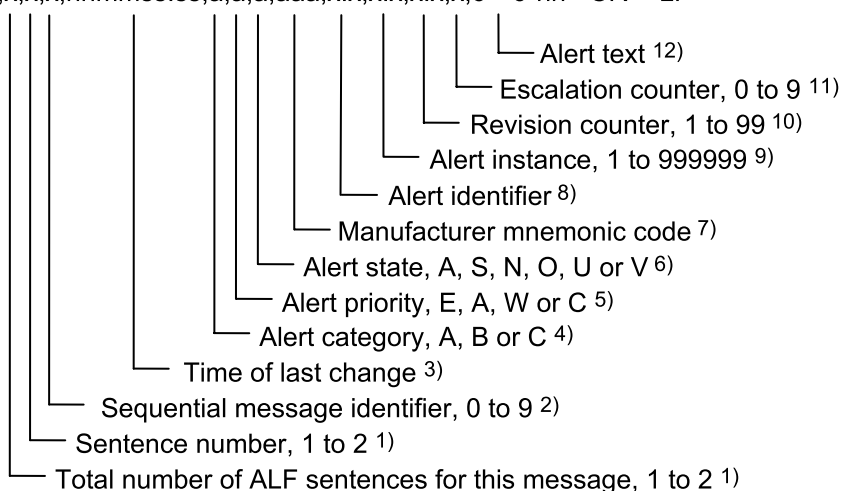 Alert text 12)
Escalation counter, 0 to 9 11)
Revision counter, 1 to 99 10)
Alert instance, 1 to 999999 9)
Alert identifier 8)
Manufacturer mnemonic code 7)
Alert state, A, S, N, O, U or V 6)
Alert priority, E, A, W or C 5)
Alert category, A, B or C 4)
Time of last change 3)
Sequential message identifier, 0 to 9 2)
Sentence number, 1 to 2 1)
Total number of ALF sentences for this message, 1 to 2 1)